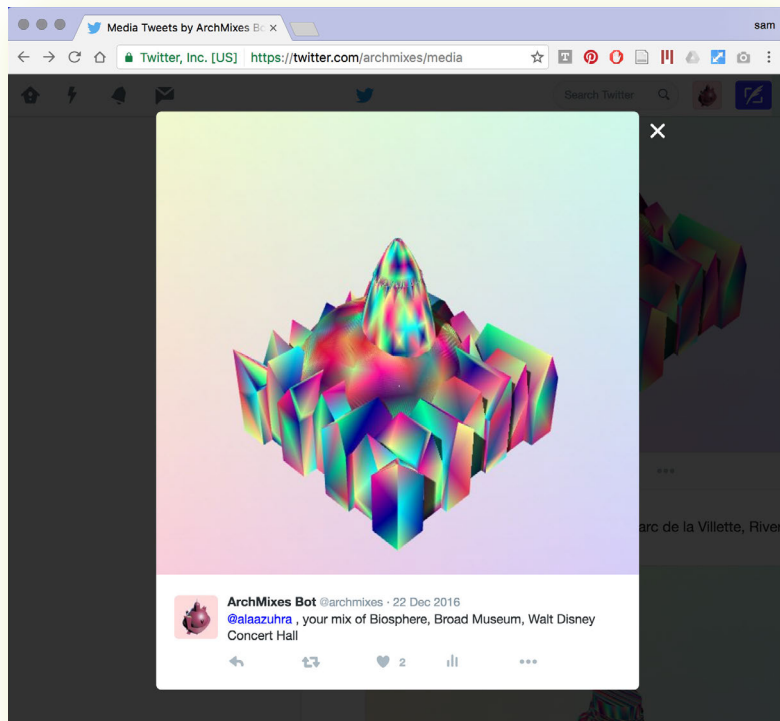 Media Tweets by ArchMixes Bo
sam
Twitter, Inc. [US] https://twitter.com/archmixes/media
Search Twitter
arc de la Villette, River
ArchMixes Bot @archmixes · 22 Dec 2016
@alaazuhra , your mix of Biosphere, Broad Museum, Walt Disney
Concert Hall
2